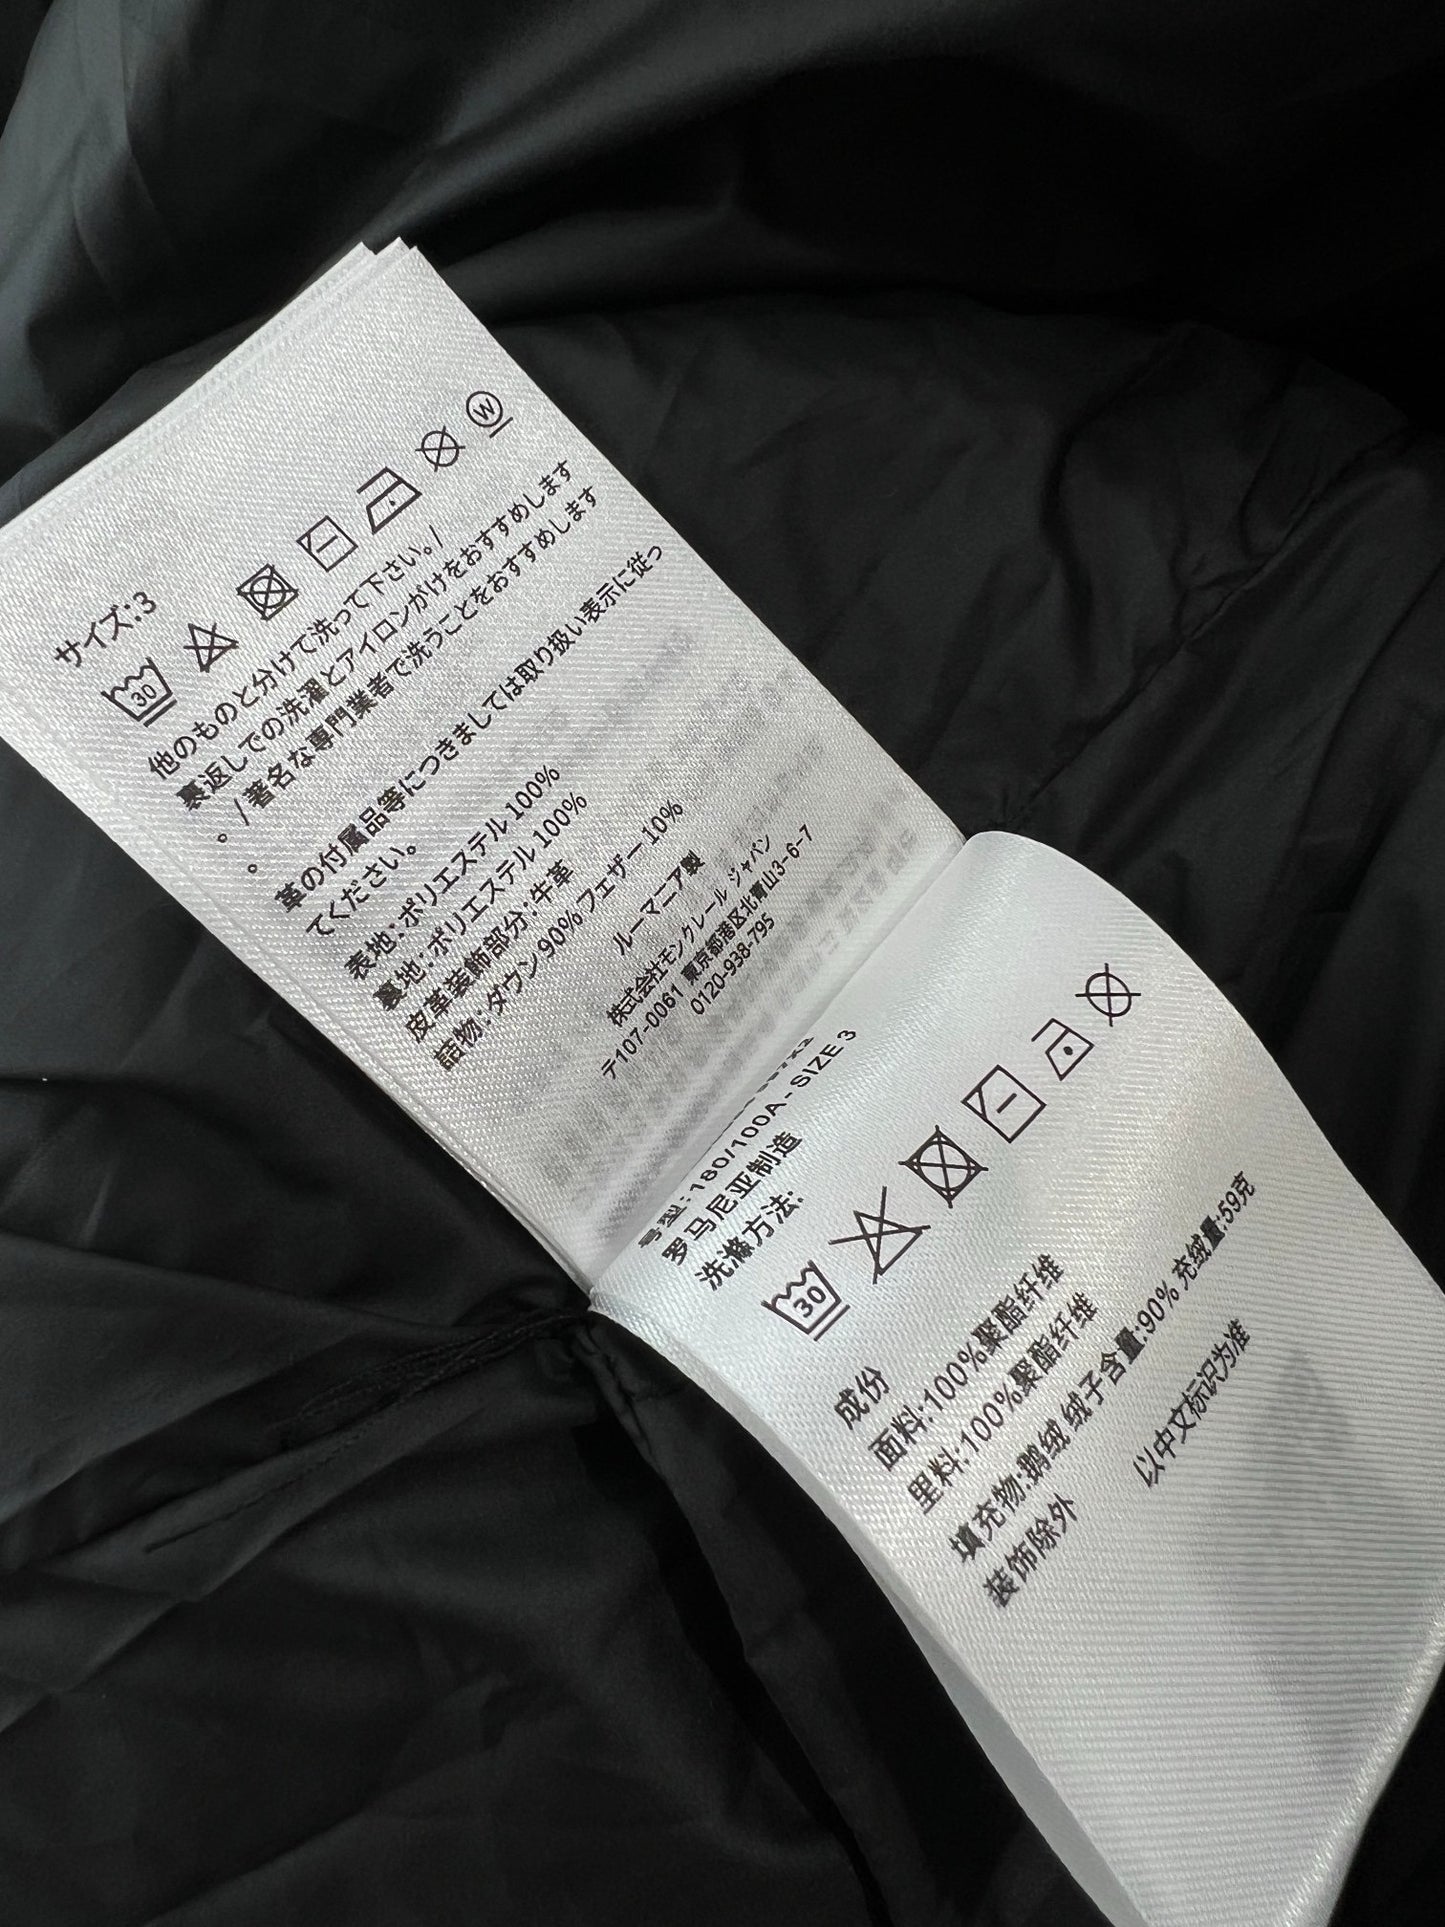 サイズ:3
30
W
他のものと分けて洗って下さい。/
裏返しでの洗濯とアイロンがけをおすすめします
。/著名な専門業者で洗うことをおすすめします
。
革の付属品等につきましては取り扱い表示に従っ
てください。
表地:ポリエステル 100%
裏地:ポリエステル 100%
皮革装飾部分:牛革
詰物:ダウン 90% フェザー 10%
ルーマニア製
株式会社モンクレール ジャパン
〒107-0061 東京都港区北青山3-6-7
0120-938-795
号型:180/100A - SIZE 3
罗马尼亚制造
洗滌方法:
30
成份
面料:100%聚酯纤维
里料:100%聚酯纤维
填充物:鹅绒 绒子含量:90% 充绒量:59克
装饰除外
以中文标识为准